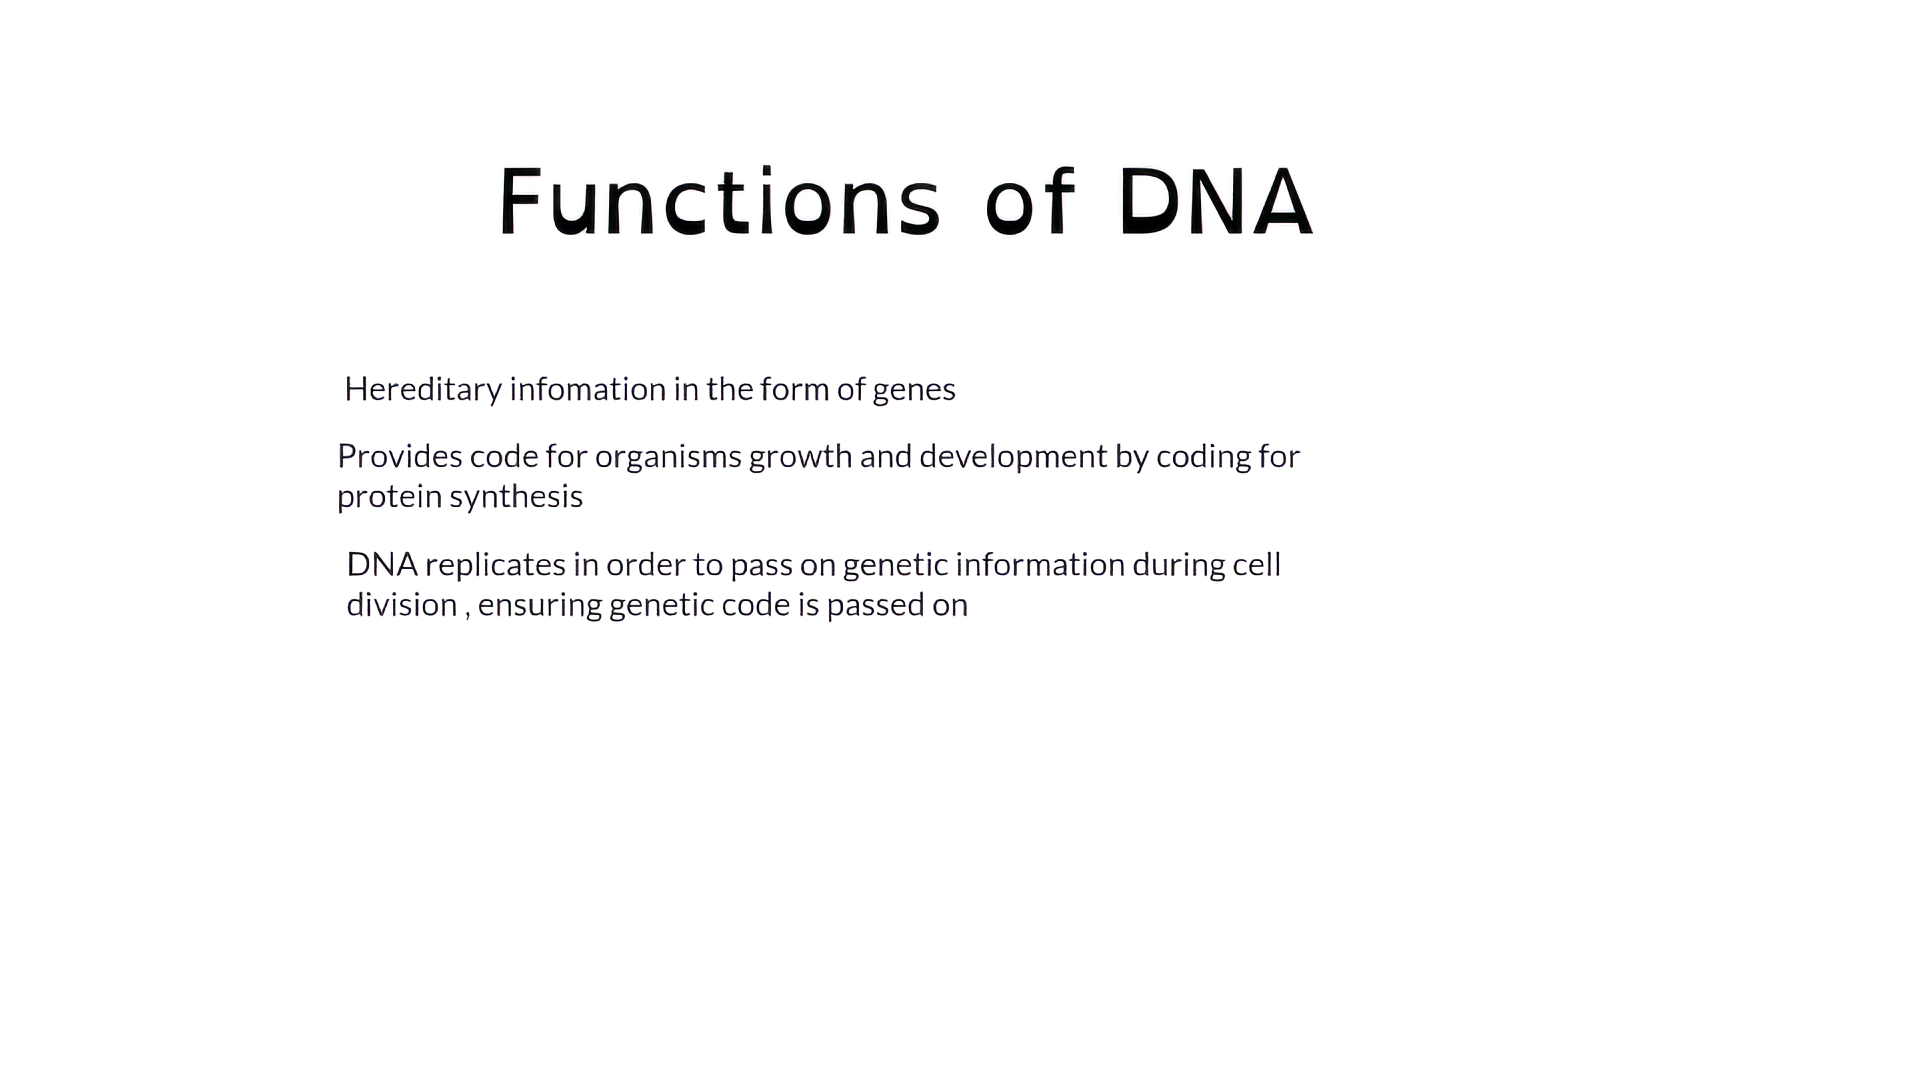 Functions of DNA
Hereditary infomation in the form of genes
Provides code for organisms growth and development by coding for
protein synthesis
DNA replicates in order to pass on genetic information during cell
division , ensuring genetic code is passed on